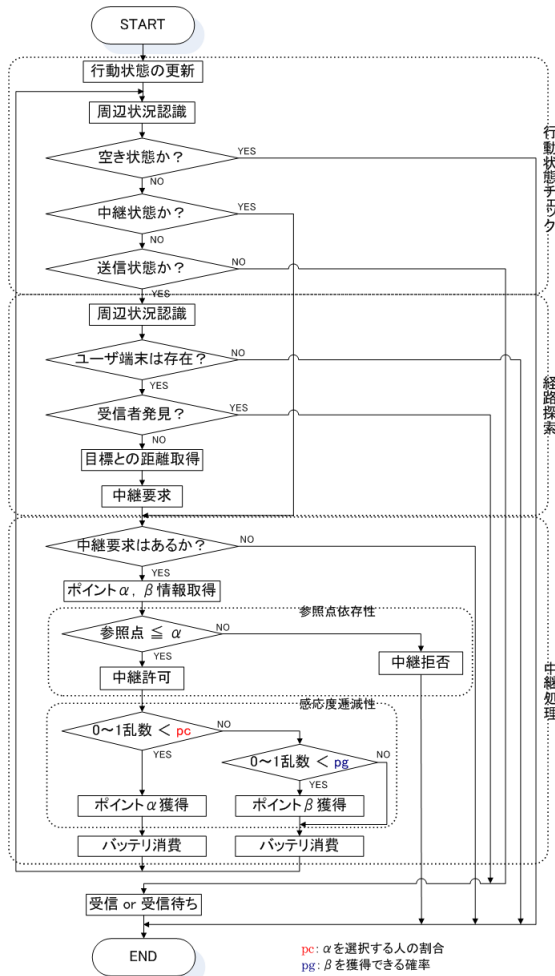 START
行動状態の更新
周辺状況認識
空き状態か？
YES
NO
中継状態か？
YES
NO
送信状態か？
NO
YES
行動状態チェック
周辺状況認識
ユーザ端末は存在？
NO
YES
受信者発見？
YES
NO
目標との距離取得
中継要求
経路探索
中継要求はあるか？
NO
YES
ポイントα，β情報取得
参照点依存性
参照点 ≦ α
NO
YES
中継拒否
中継許可
感応度逓減性
0～1乱数 < pc
NO
YES
0～1乱数 < pg
NO
YES
ポイントα獲得
ポイントβ獲得
バッテリ消費
バッテリ消費
中継処理
受信 or 受信待ち
END
pc: αを選択する人の割合
pg: βを獲得できる確率